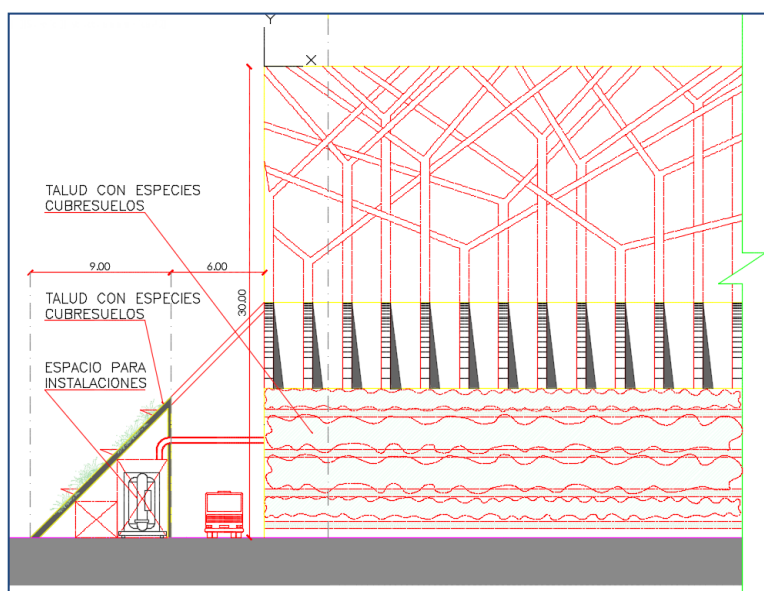 Y
X
TALUD CON ESPECIES
CUBRESUELOS
9.00
6.00
30.00
TALUD CON ESPECIES
CUBRESUELOS
ESPACIO PARA
INSTALACIONES